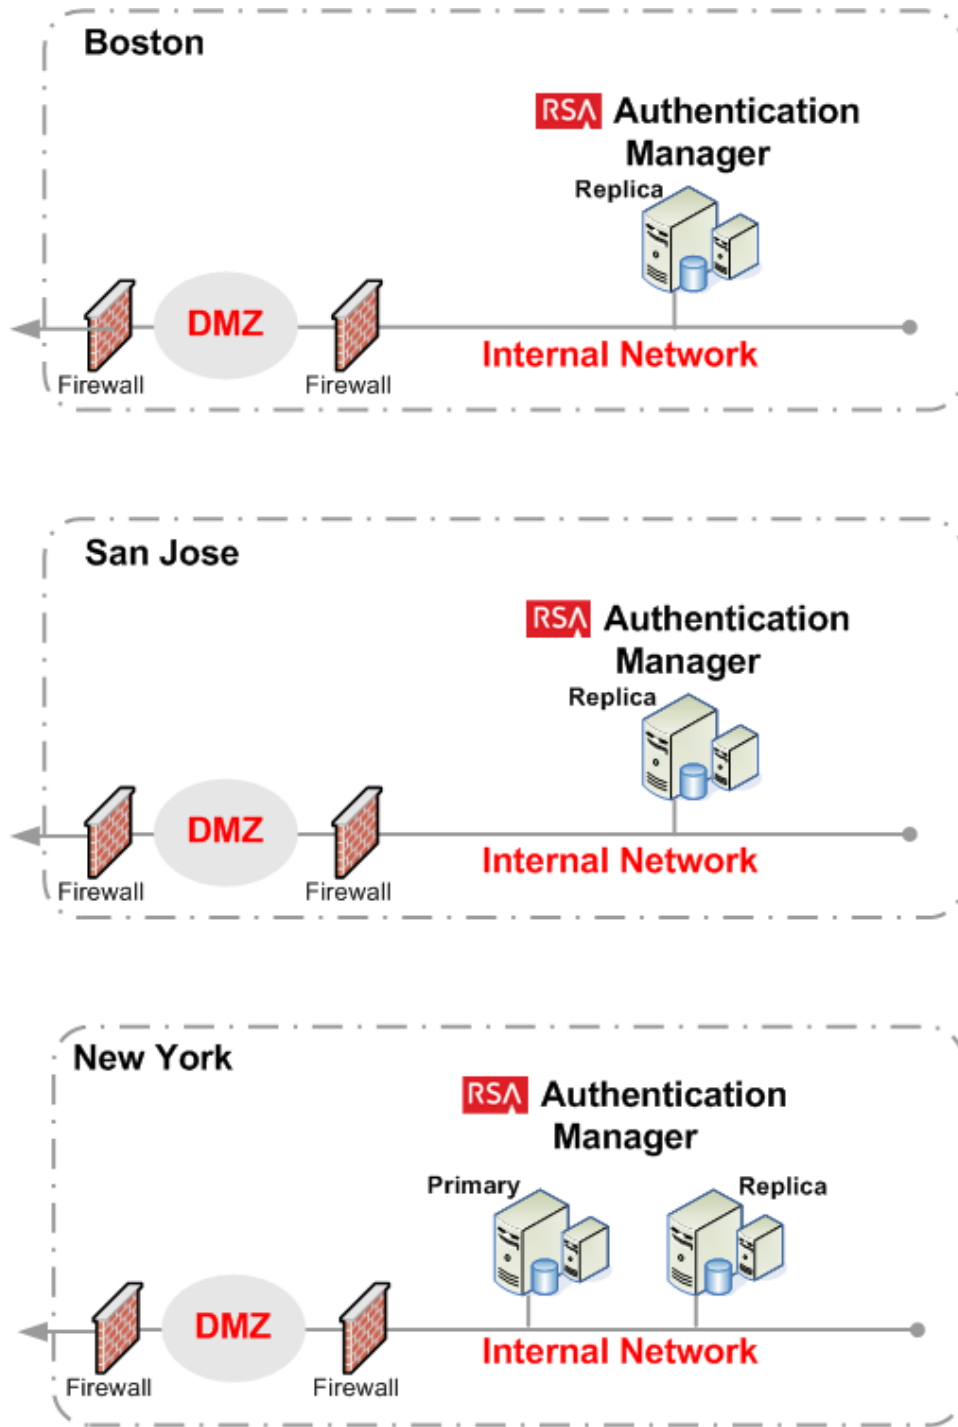 Boston
RSA Authentication
Manager
Replica
DMZ
Internal Network
Firewall
Firewall
San Jose
RSA Authentication
Manager
Replica
DMZ
Internal Network
Firewall
Firewall
New York
RSA Authentication
Manager
Primary
Replica
DMZ
Internal Network
Firewall
Firewall